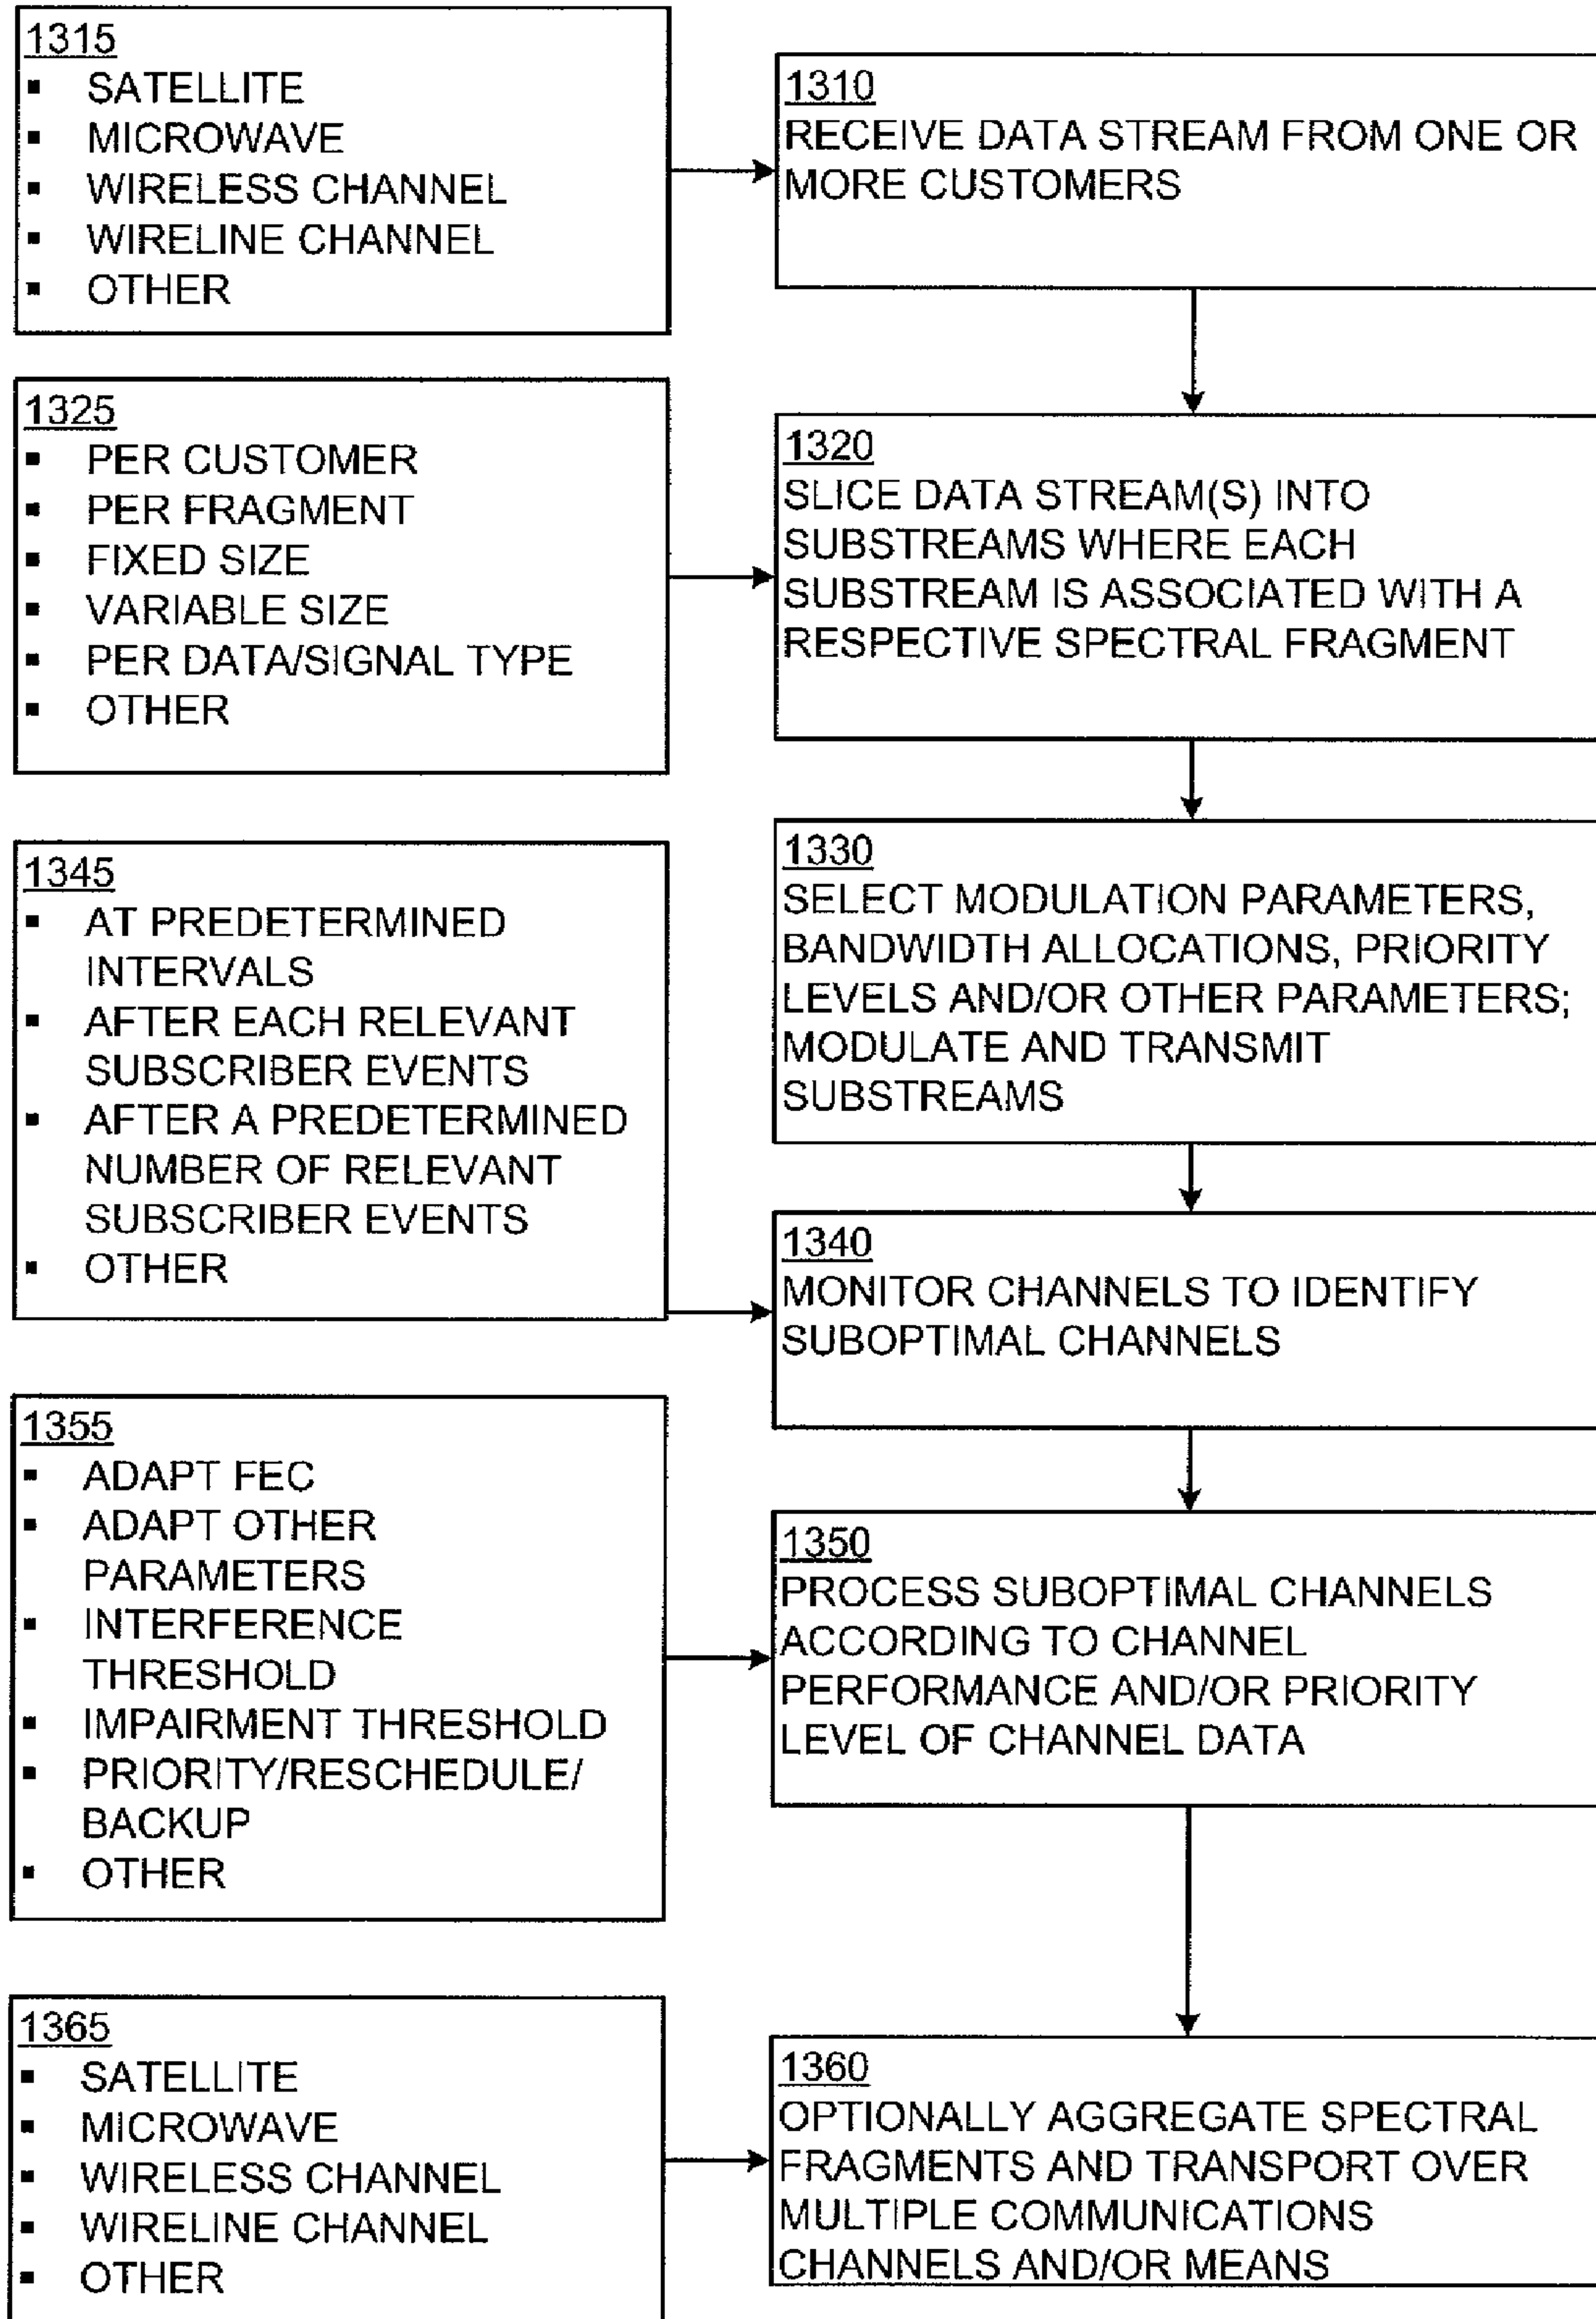 1315
▪ SATELLITE
▪ MICROWAVE
▪ WIRELESS CHANNEL
▪ WIRELINE CHANNEL
▪ OTHER
1310
RECEIVE DATA STREAM FROM ONE OR
MORE CUSTOMERS
1325
▪ PER CUSTOMER
▪ PER FRAGMENT
▪ FIXED SIZE
▪ VARIABLE SIZE
▪ PER DATA/SIGNAL TYPE
▪ OTHER
1320
SLICE DATA STREAM(S) INTO
SUBSTREAMS WHERE EACH
SUBSTREAM IS ASSOCIATED WITH A
RESPECTIVE SPECTRAL FRAGMENT
1330
SELECT MODULATION PARAMETERS,
BANDWIDTH ALLOCATIONS, PRIORITY
LEVELS AND/OR OTHER PARAMETERS;
MODULATE AND TRANSMIT
SUBSTREAMS
1345
▪ AT PREDETERMINED
INTERVALS
▪ AFTER EACH RELEVANT
SUBSCRIBER EVENTS
▪ AFTER A PREDETERMINED
NUMBER OF RELEVANT
SUBSCRIBER EVENTS
▪ OTHER
1340
MONITOR CHANNELS TO IDENTIFY
SUBOPTIMAL CHANNELS
1355
▪ ADAPT FEC
▪ ADAPT OTHER
PARAMETERS
▪ INTERFERENCE
THRESHOLD
▪ IMPAIRMENT THRESHOLD
▪ PRIORITY/RESCHEDULE/
BACKUP
▪ OTHER
1350
PROCESS SUBOPTIMAL CHANNELS
ACCORDING TO CHANNEL
PERFORMANCE AND/OR PRIORITY
LEVEL OF CHANNEL DATA
1365
▪ SATELLITE
▪ MICROWAVE
▪ WIRELESS CHANNEL
▪ WIRELINE CHANNEL
▪ OTHER
1360
OPTIONALLY AGGREGATE SPECTRAL
FRAGMENTS AND TRANSPORT OVER
MULTIPLE COMMUNICATIONS
CHANNELS AND/OR MEANS